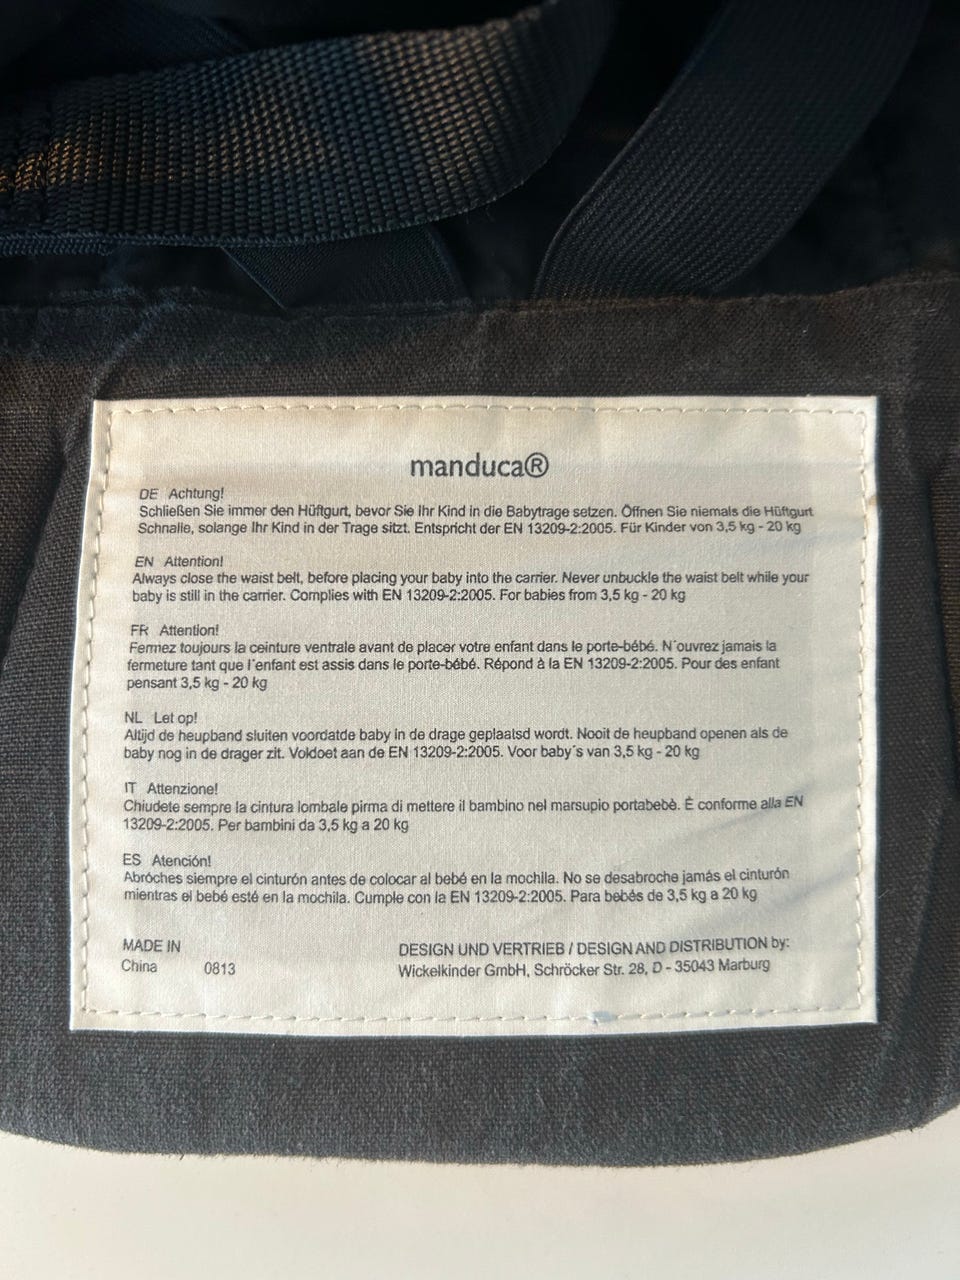 manduca®
DE Achtung!
Schließen Sie immer den Hüftgurt, bevor Sie Ihr Kind in die Babytrage setzen. Öffnen Sie niemals die Hüftgurt
Schnalle, solange Ihr Kind in der Trage sitzt. Entspricht der EN 13209-2:2005. Für Kinder von 3,5 kg - 20 kg
EN Attention!
Always close the waist belt, before placing your baby into the carrier. Never unbuckle the waist belt while your
baby is still in the carrier. Complies with EN 13209-2:2005. For babies from 3,5 kg - 20 kg
FR Attention!
Fermez toujours la ceinture ventrale avant de placer votre enfant dans le porte-bébé. N´ouvrez jamais la
fermeture tant que l´enfant est assis dans le porte-bébé. Répond à la EN 13209-2:2005. Pour des enfant
pensant 3,5 kg - 20 kg
NL Let op!
Altijd de heupband sluiten voordatde baby in de drage geplaatsd wordt. Nooit de heupband openen als de
baby nog in de drager zit. Voldoet aan de EN 13209-2:2005. Voor baby´s van 3,5 kg - 20 kg
IT Attenzione!
Chiudete sempre la cintura lombale pirma di mettere il bambino nel marsupio portabebè. È conforme alla EN
13209-2:2005. Per bambini da 3,5 kg a 20 kg
ES Atención!
Abróches siempre el cinturón antes de colocar al bebé en la mochila. No se desabroche jamás el cinturón
mientras el bebé esté en la mochila. Cumple con la EN 13209-2:2005. Para bebés de 3,5 kg a 20 kg
MADE IN
China 0813
DESIGN UND VERTRIEB / DESIGN AND DISTRIBUTION by:
Wickelkinder GmbH, Schröcker Str. 28, D - 35043 Marburg